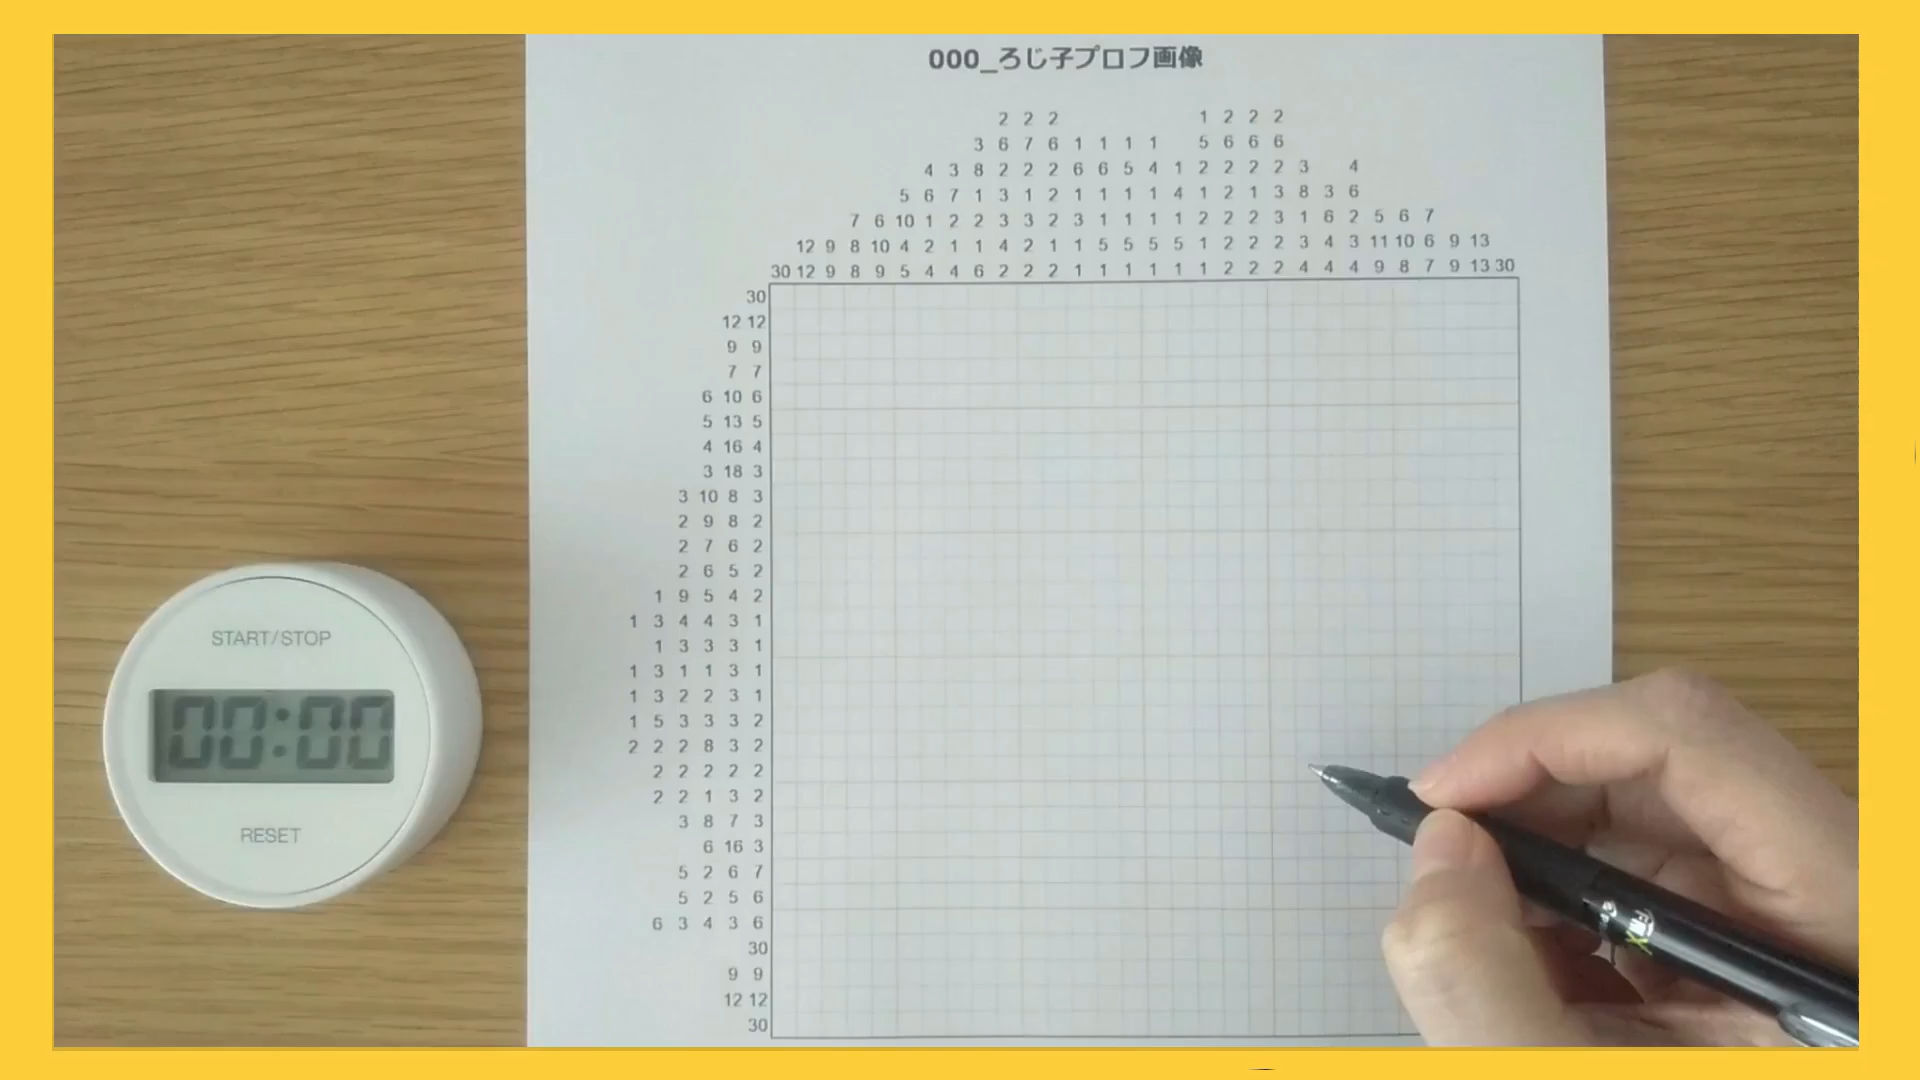 000_ろじ子プロフ画像
2 2 2 1 2 2 2
3 6 7 6 1 1 1 1 5 6 6 6
4 3 8 2 2 2 6 6 5 4 1 2 2 2 2 3 4
5 6 7 1 3 1 2 1 1 1 1 4 1 2 1 3 8 3 6
7 6 10 1 2 2 3 3 2 3 1 1 1 1 2 2 2 3 1 6 2 5 6 7
12 9 8 10 4 2 1 1 4 2 1 1 5 5 5 5 1 2 2 2 3 4 3 11 10 6 9 13
30 12 9 8 9 5 4 4 6 2 2 2 1 1 1 1 1 1 2 2 2 4 4 4 9 8 7 9 13 30
30
12 12
9 9
7 7
6 10 6
5 13 5
4 16 4
3 18 3
3 10 8 3
2 9 8 2
2 7 6 2
2 6 5 2
1 9 5 4 2
1 3 4 4 3 1
1 3 3 3 1
1 3 1 1 3 1
1 3 2 2 3 1
1 5 3 3 3 2
2 2 2 8 3 2
2 2 2 2 2
2 2 1 3 2
3 8 7 3
6 16 3
5 2 6 7
5 2 5 6
6 3 4 3 6
30
9 9
12 12
30
START/STOP
00:00
RESET